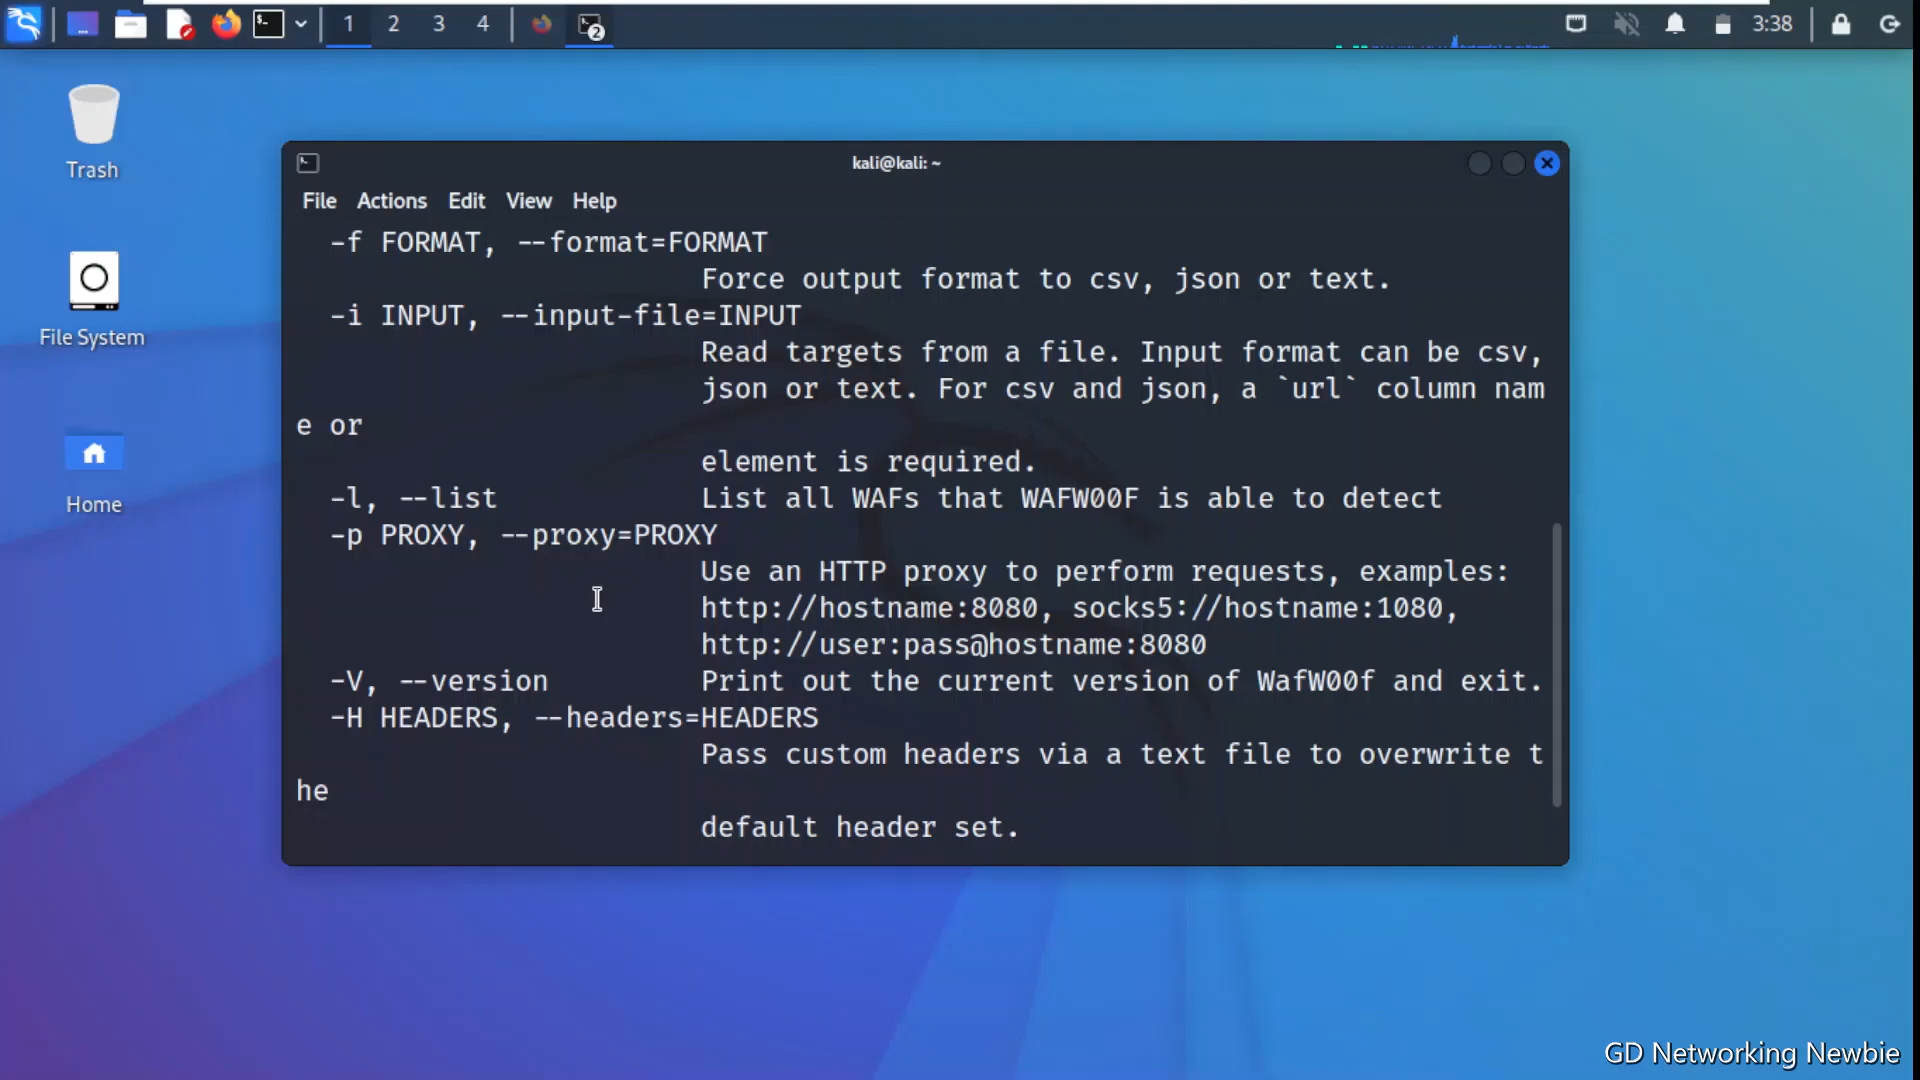 1 2 3 4 2 3:38
Trash
File System
Home
kali@kali: ~
File Actions Edit View Help
-f FORMAT, --format=FORMAT
Force output format to csv, json or text.
-i INPUT, --input-file=INPUT
Read targets from a file. Input format can be csv,
json or text. For csv and json, a `url` column nam
e or
element is required.
-l, --list List all WAFs that WAFW00F is able to detect
-p PROXY, --proxy=PROXY
Use an HTTP proxy to perform requests, examples:
http://hostname:8080, socks5://hostname:1080,
http://user:pass@hostname:8080
-V, --version Print out the current version of WafW00f and exit.
-H HEADERS, --headers=HEADERS
Pass custom headers via a text file to overwrite t
he
default header set.
GD Networking Newbie